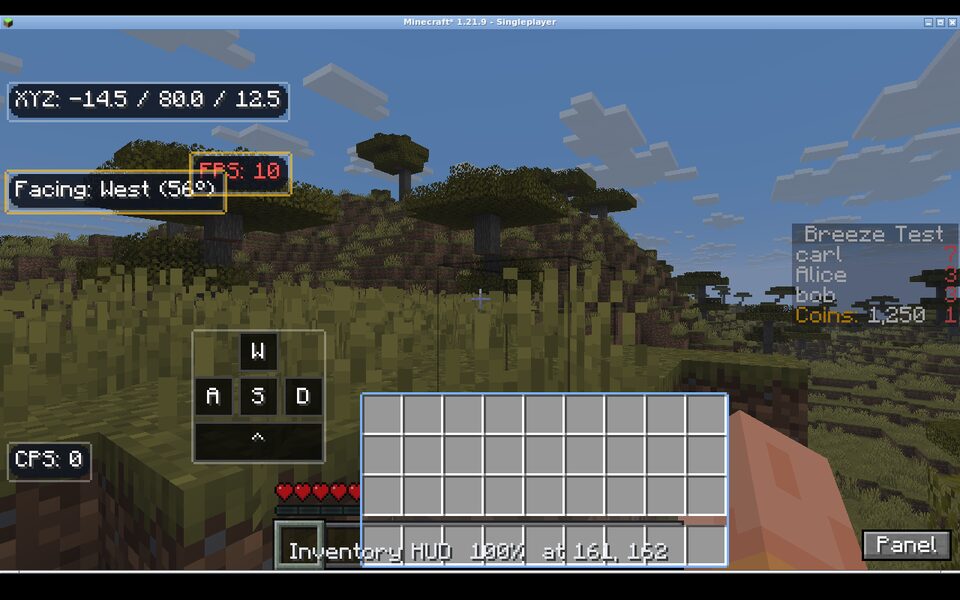 Minecraft* 1.21.9 - Singleplayer
XYZ: -14.5 / 80.0 / 12.5
FPS: 10
Facing: West (56°)
Breeze Test
carl 7
Alice 3
bob 9
Coins: 1,250 1
W
A S D
^
CPS: 0
Inventory HUD 100% at 161, 162
Panel